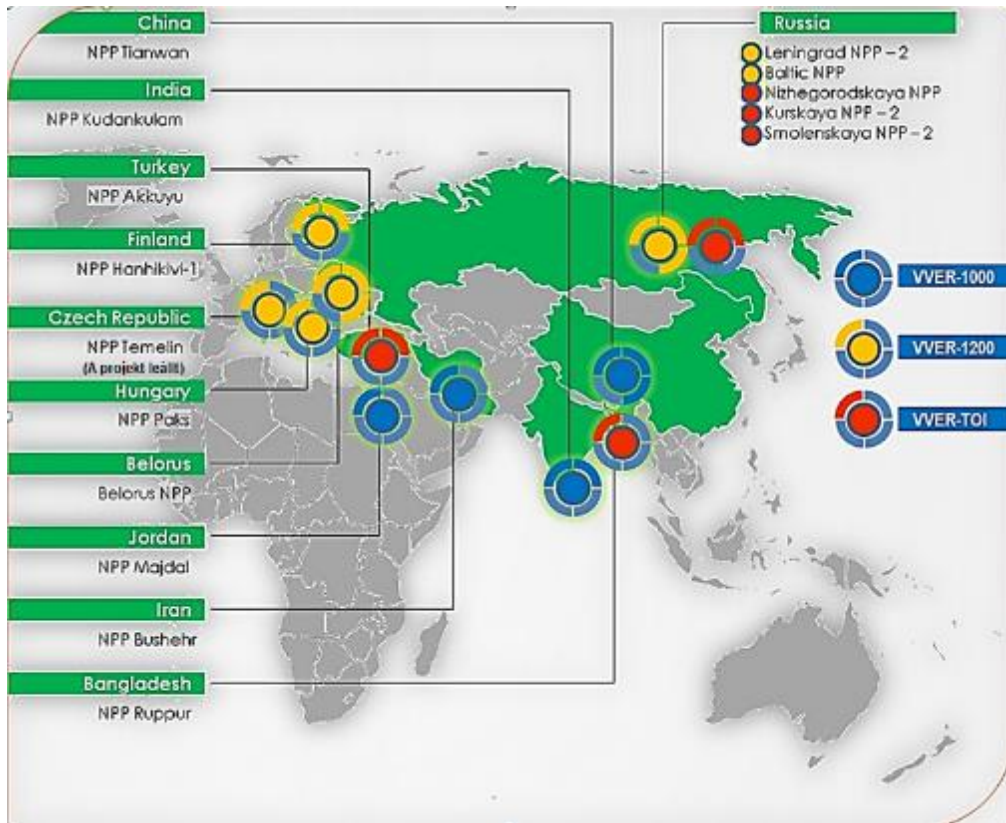 China
NPP Tianwan
India
NPP Kudankulam
Turkey
NPP Akkuyu
Finland
NPP Hanhikivi-1
Czech Republic
NPP Temelin
(A projekt leállt)
Hungary
NPP Paks
Belorus
Belorus NPP
Jordan
NPP Majdal
Iran
NPP Bushehr
Bangladesh
NPP Ruppur
Russia
Leningrad NPP – 2
Baltic NPP
Nizhegorodskaya NPP
Kurskaya NPP – 2
Smolenskaya NPP – 2
VVER-1000
VVER-1200
VVER-TOI